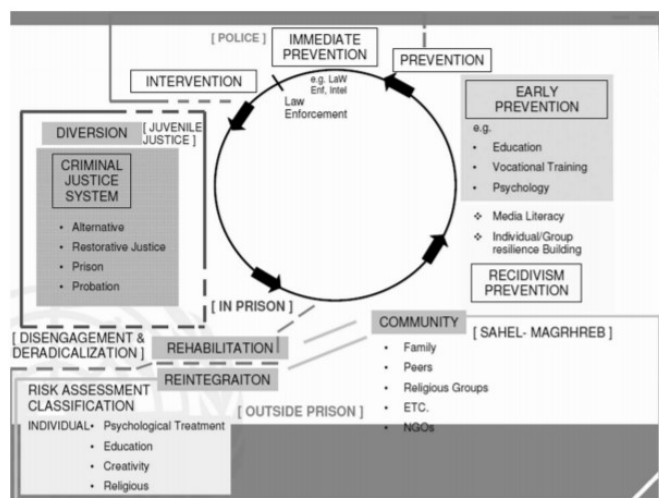 [ POLICE ]
IMMEDIATE
PREVENTION
PREVENTION
INTERVENTION
e.g. LaW
Enf, Intel
Law
Enforcement
EARLY
PREVENTION
e.g.
• Education
• Vocational Training
• Psychology
❖ Media Literacy
❖ Individual/Group
resilience Building
RECIDIVISM
PREVENTION
DIVERSION
[ JUVENILE
JUSTICE ]
CRIMINAL
JUSTICE
SYSTEM
• Alternative
• Restorative Justice
• Prison
• Probation
[ IN PRISON ]
[ DISENGAGEMENT &
DERADICALIZATION ]
REHABILITATION
REINTEGRAITON
COMMUNITY
[ SAHEL- MAGRHREB ]
• Family
• Peers
• Religious Groups
• ETC.
• NGOs
[ OUTSIDE PRISON ]
RISK ASSESSMENT
CLASSIFICATION
INDIVIDUAL• Psychological Treatment
• Education
• Creativity
• Religious